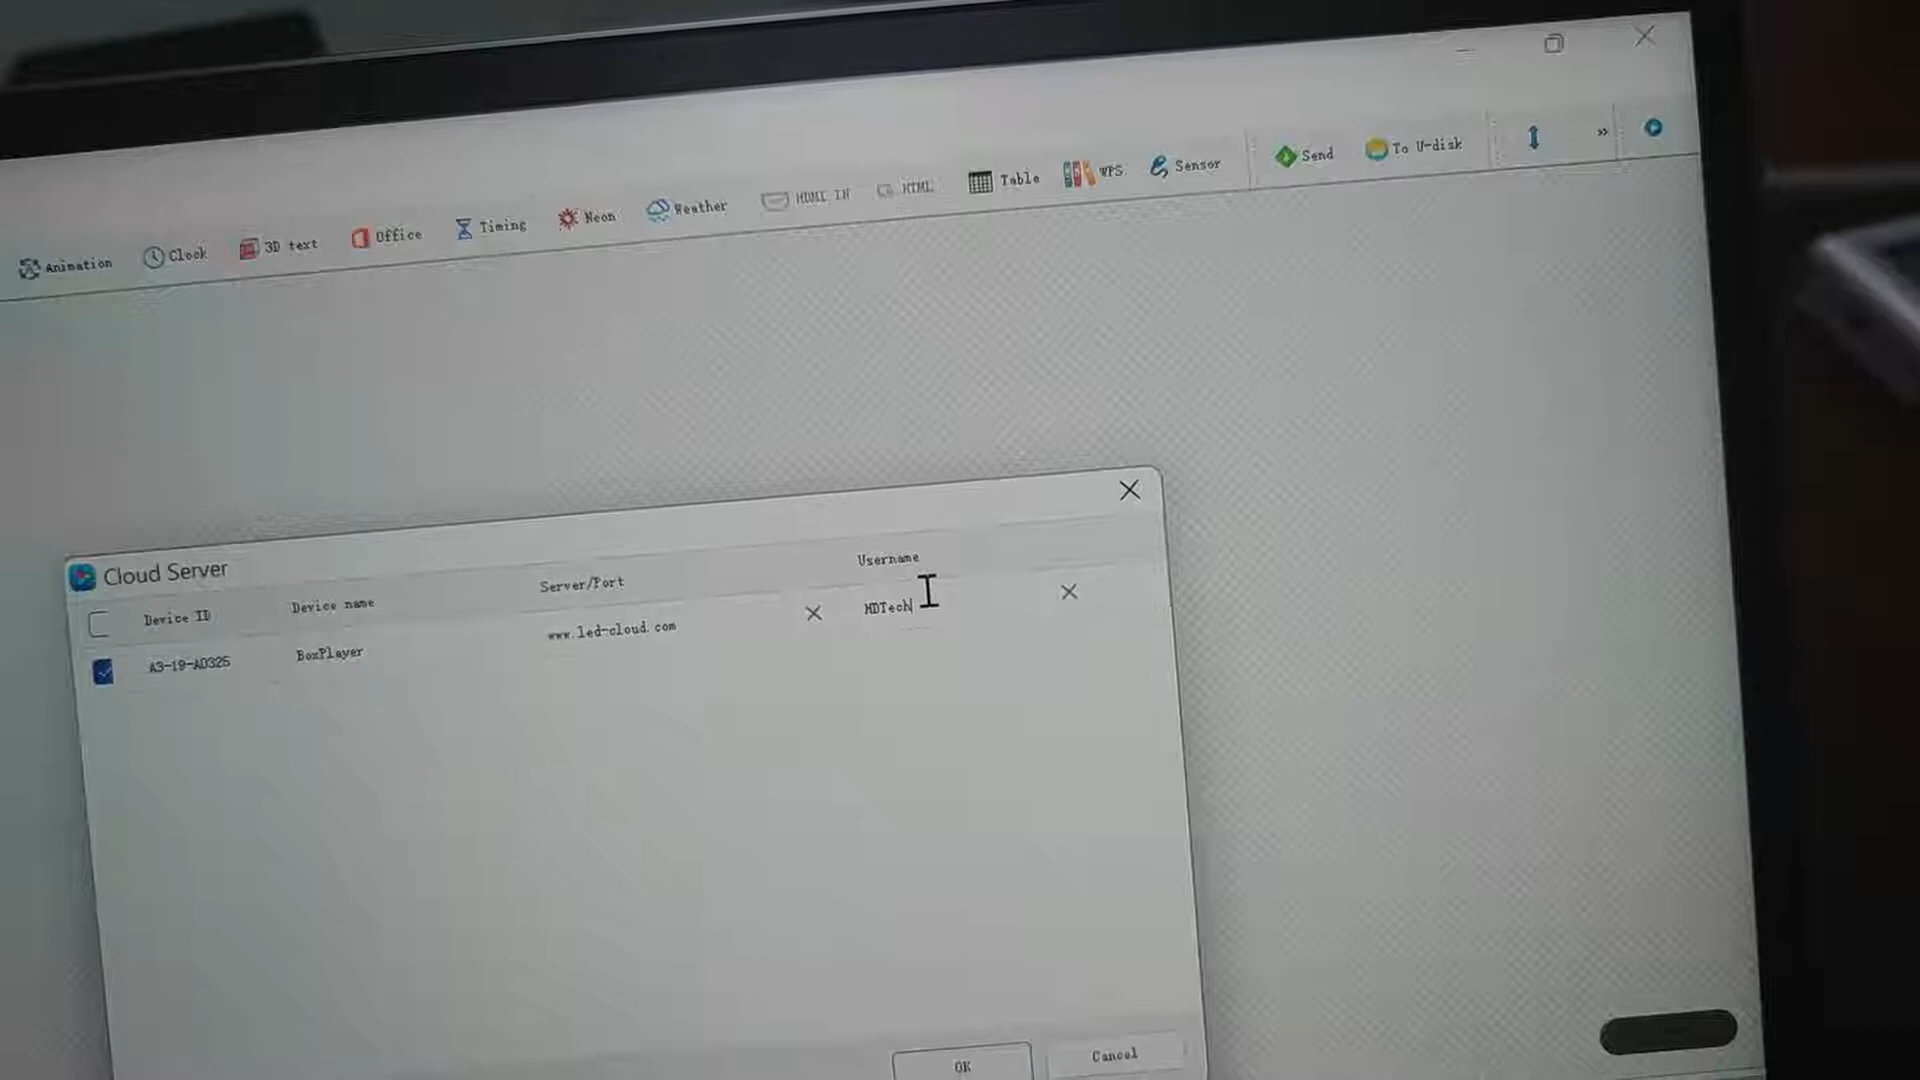 Animation Clock 3D text Office Timing Neon Weather HDMI IN HTML Table WPS Sensor Send To U-disk »
Cloud Server
Device ID Device name Server/Port Username
A3-19-A0325 BoxPlayer www.led-cloud.com HDTech
OK Cancel